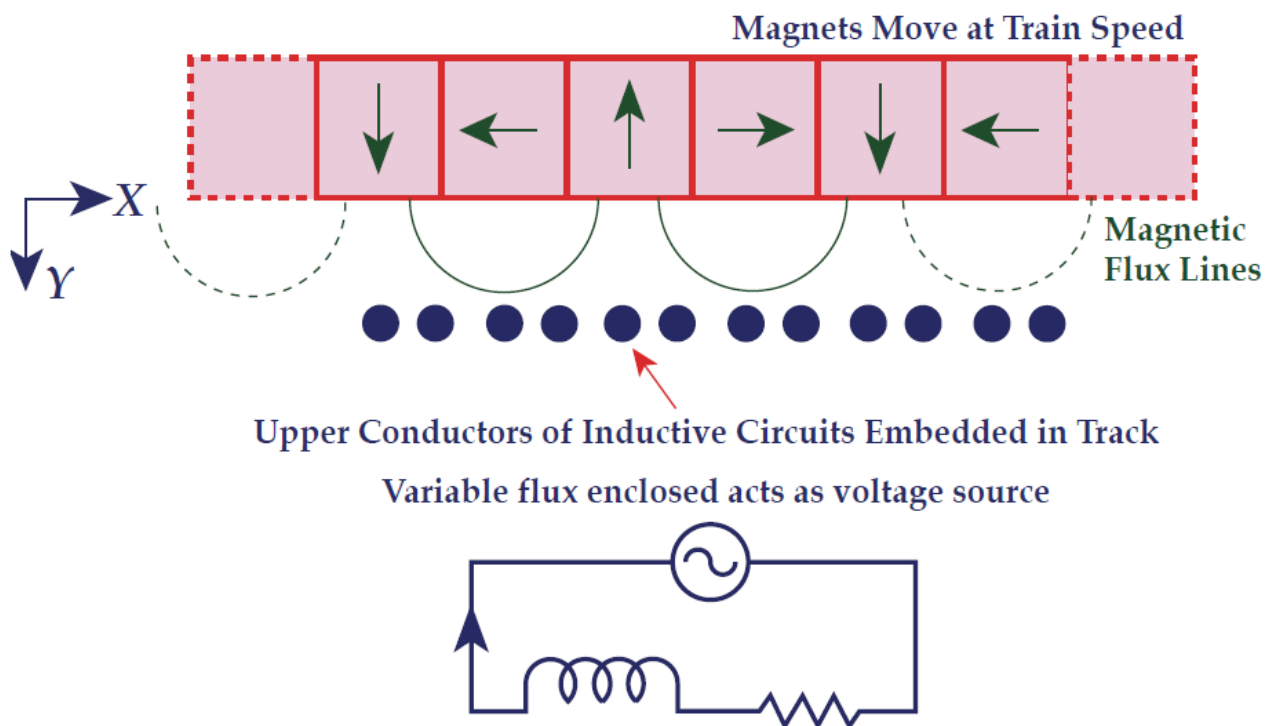 Magnets Move at Train Speed
X
Y
Magnetic
Flux Lines
Upper Conductors of Inductive Circuits Embedded in Track
Variable flux enclosed acts as voltage source